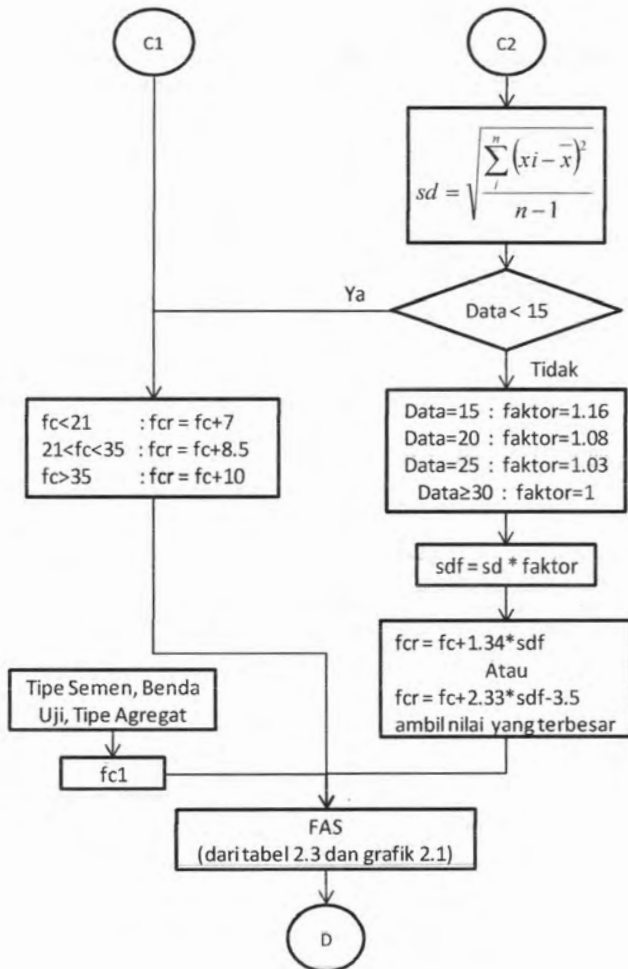 C1
C2
sd = √(∑ᵢⁿ (xi − x̄)² / (n − 1))
Ya
Data < 15
Tidak
fc<21 : fcr = fc+7
21<fc<35 : fcr = fc+8.5
fc>35 : fcr = fc+10
Data=15 : faktor=1.16
Data=20 : faktor=1.08
Data=25 : faktor=1.03
Data≥30 : faktor=1
sdf = sd * faktor
fcr = fc+1.34*sdf
Atau
fcr = fc+2.33*sdf-3.5
ambil nilai yang terbesar
Tipe Semen, Benda
Uji, Tipe Agregat
fc1
FAS
(dari tabel 2.3 dan grafik 2.1)
D